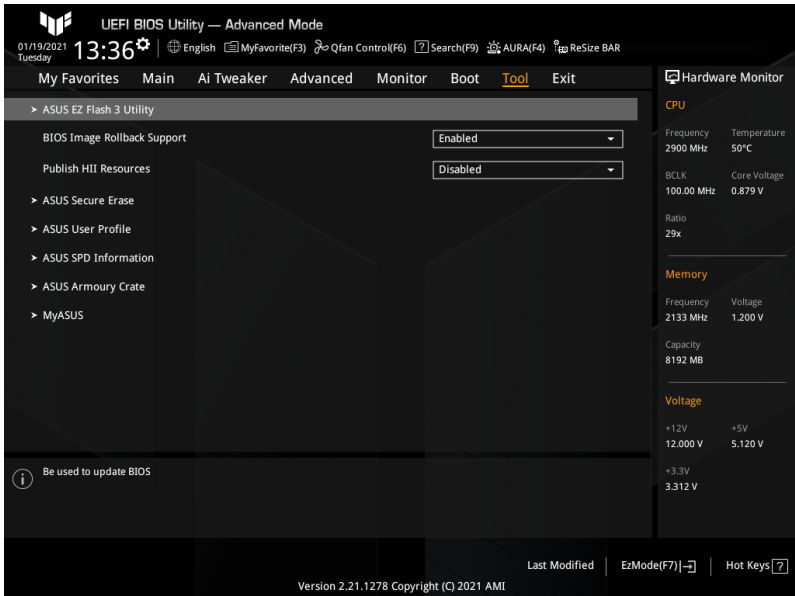 UEFI BIOS Utility — Advanced Mode
01/19/2021 Tuesday 13:36 English MyFavorite(F3) Qfan Control(F6) ? Search(F9) AURA(F4) ReSize BAR
My Favorites Main Ai Tweaker Advanced Monitor Boot Tool Exit
ASUS EZ Flash 3 Utility
BIOS Image Rollback Support Enabled
Publish HII Resources Disabled
ASUS Secure Erase
ASUS User Profile
ASUS SPD Information
ASUS Armoury Crate
MyASUS
Be used to update BIOS
Hardware Monitor
CPU
Frequency Temperature
2900 MHz 50°C
BCLK Core Voltage
100.00 MHz 0.879 V
Ratio
29x
Memory
Frequency Voltage
2133 MHz 1.200 V
Capacity
8192 MB
Voltage
+12V +5V
12.000 V 5.120 V
+3.3V
3.312 V
Last Modified EzMode(F7) Hot Keys ?
Version 2.21.1278 Copyright (C) 2021 AMI